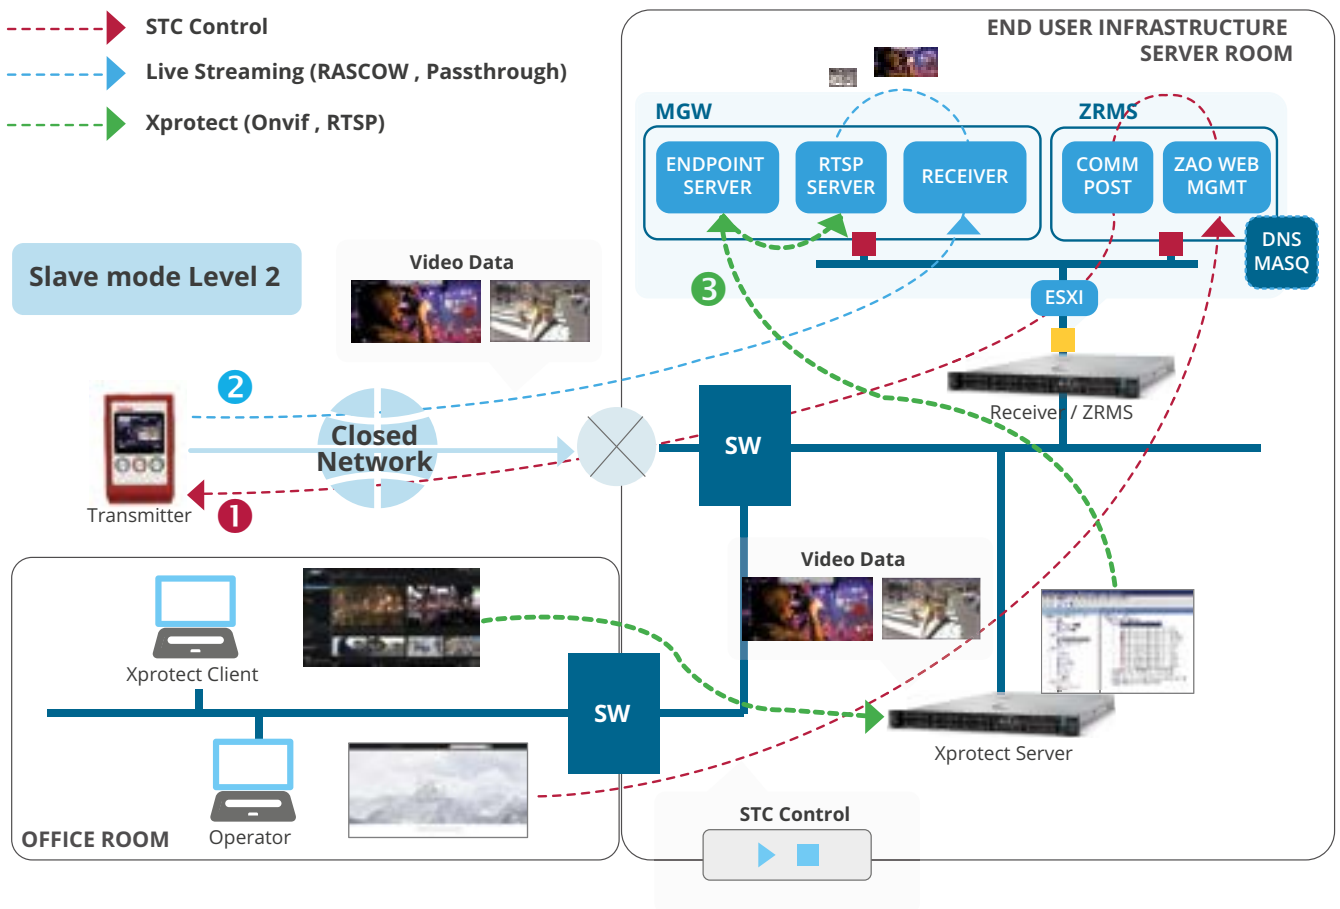 STC Control
Live Streaming (RASCOW , Passthrough)
Xprotect (Onvif , RTSP)
END USER INFRASTRUCTURE
SERVER ROOM
MGW
ZRMS
ENDPOINT
SERVER
RTSP
SERVER
RECEIVER
COMM
POST
ZAO WEB
MGMT
DNS
MASQ
ESXI
Slave mode Level 2
Video Data
3
2
Closed
Network
Transmitter
1
Receiver / ZRMS
SW
Video Data
Xprotect Client
SW
Xprotect Server
Operator
OFFICE ROOM
STC Control